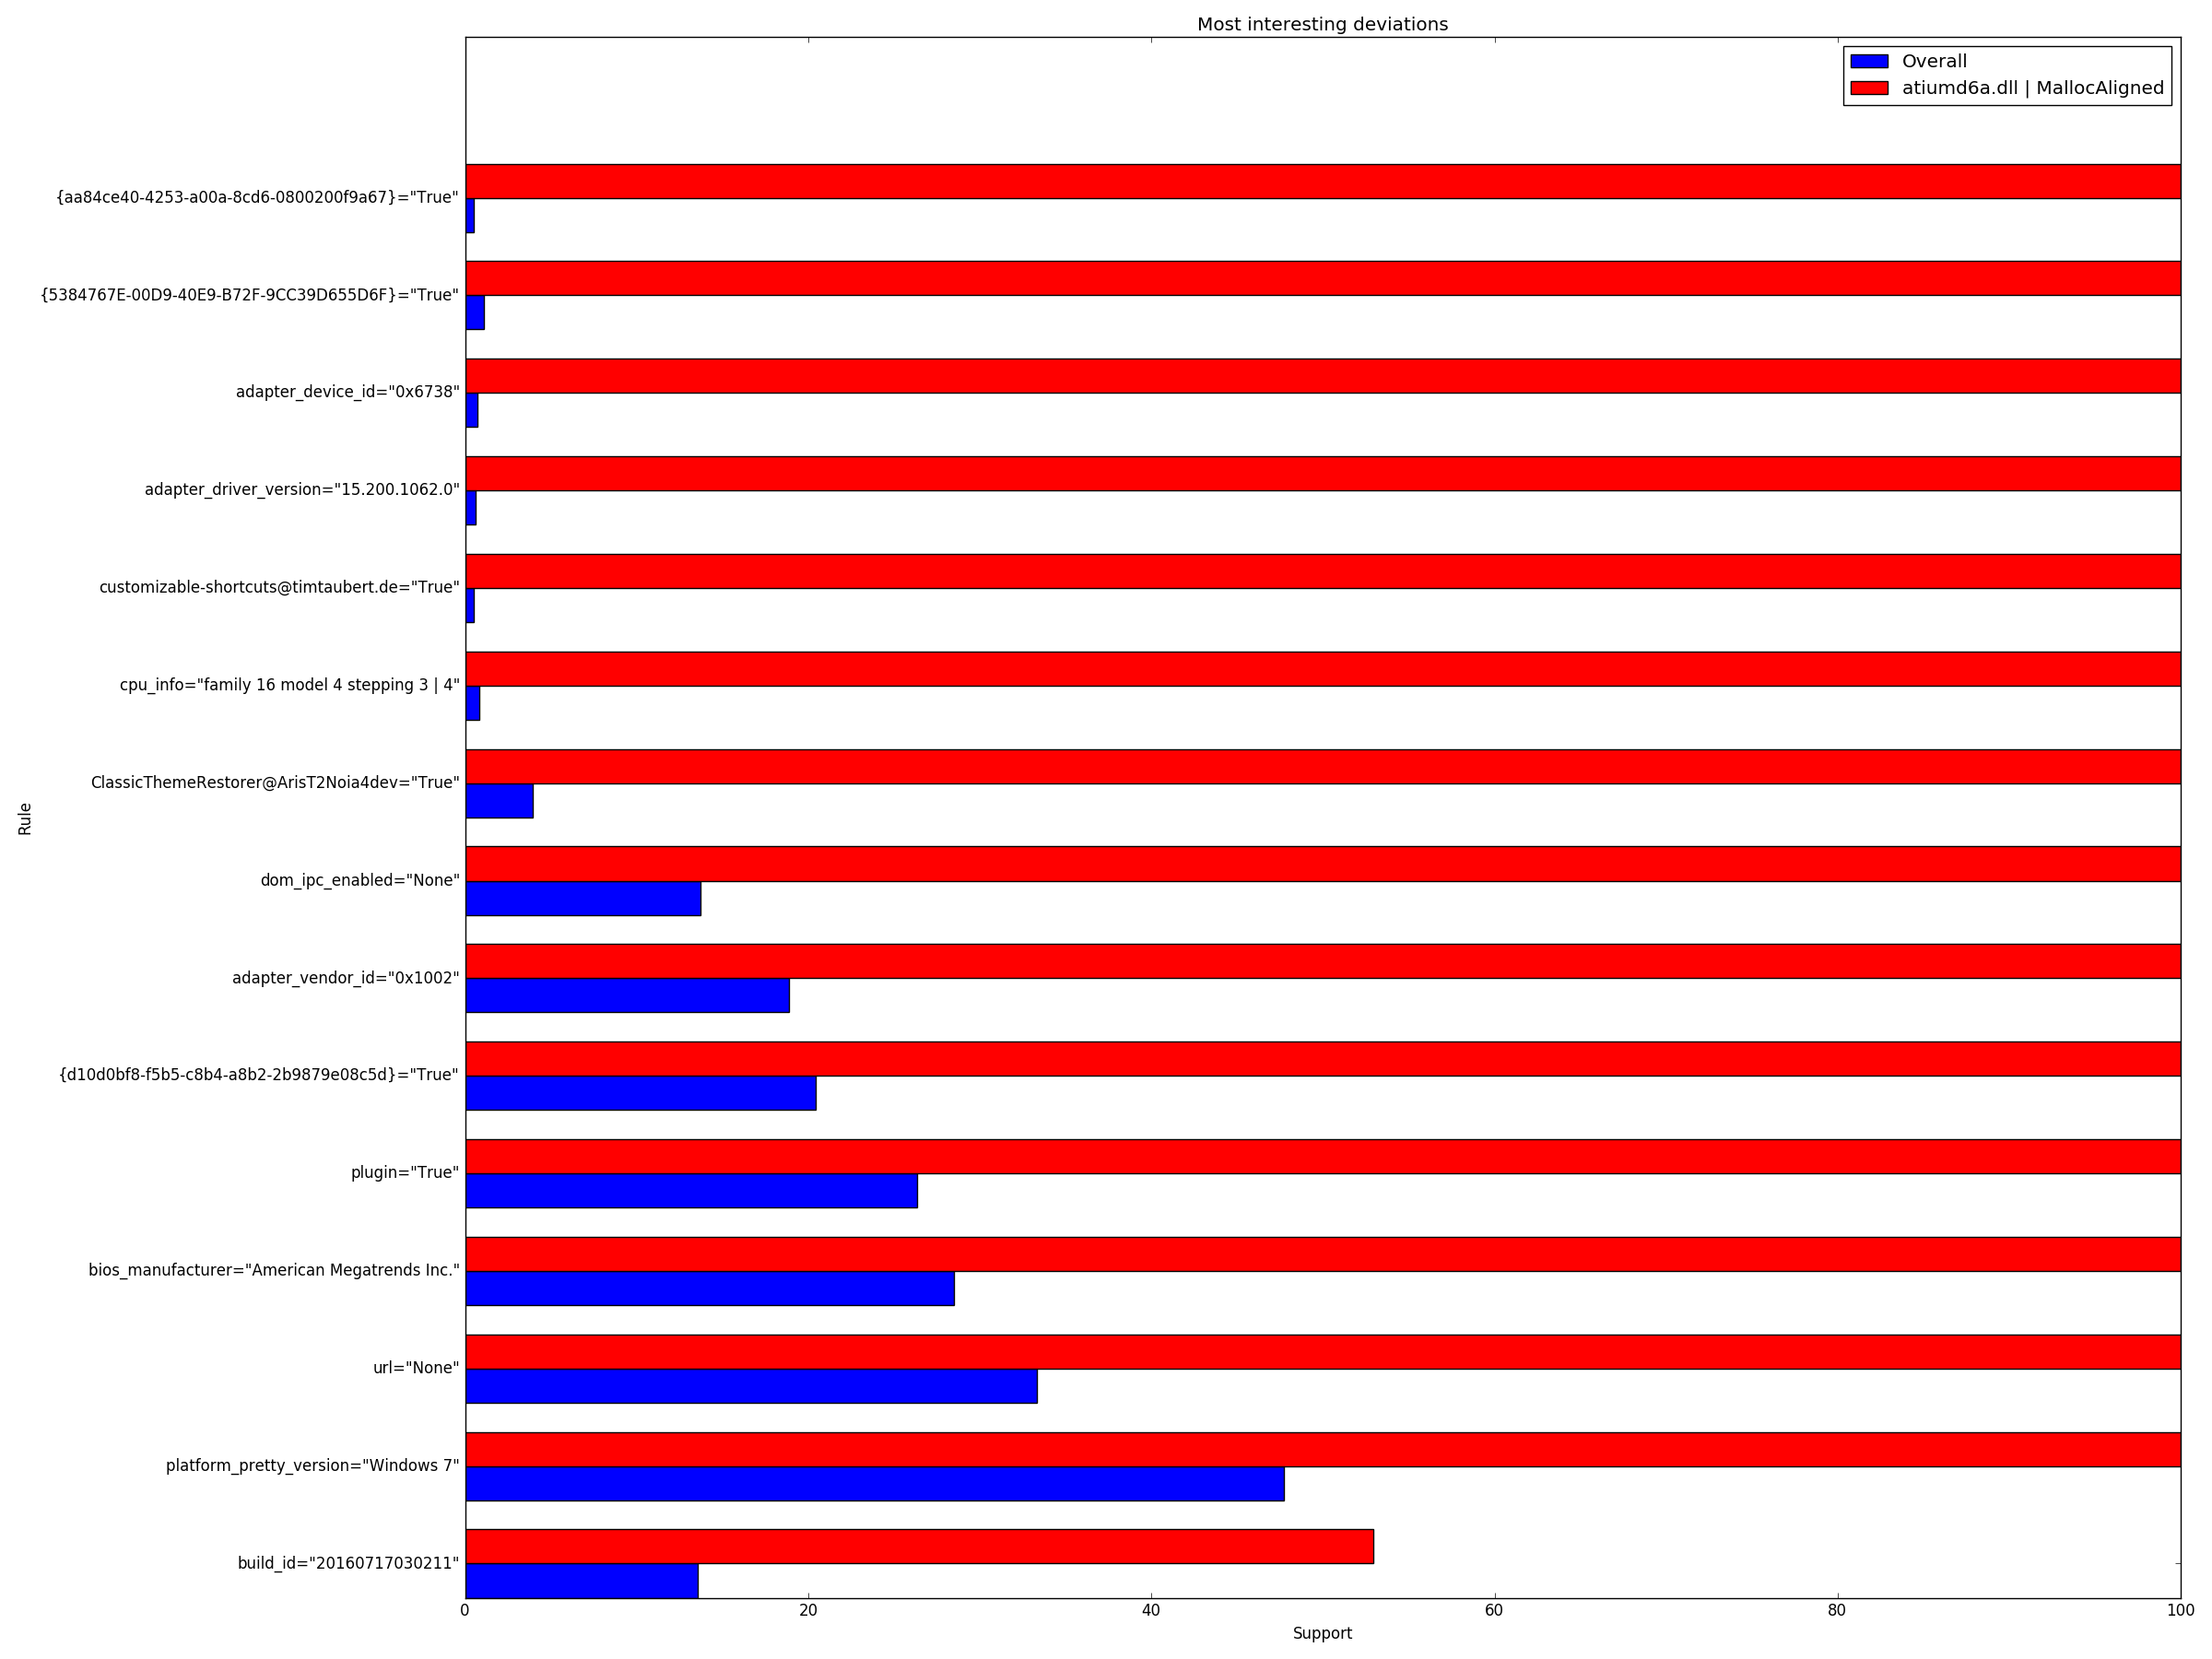 Most interesting deviations
Overall
atiumd6a.dll | MallocAligned
{aa84ce40-4253-a00a-8cd6-0800200f9a67}="True"
{5384767E-00D9-40E9-B72F-9CC39D655D6F}="True"
adapter_device_id="0x6738"
adapter_driver_version="15.200.1062.0"
customizable-shortcuts@timtaubert.de="True"
cpu_info="family 16 model 4 stepping 3 | 4"
ClassicThemeRestorer@ArisT2Noia4dev="True"
Rule
dom_ipc_enabled="None"
adapter_vendor_id="0x1002"
{d10d0bf8-f5b5-c8b4-a8b2-2b9879e08c5d}="True"
plugin="True"
bios_manufacturer="American Megatrends Inc."
url="None"
platform_pretty_version="Windows 7"
build_id="20160717030211"
0 20 40 60 80 100
Support